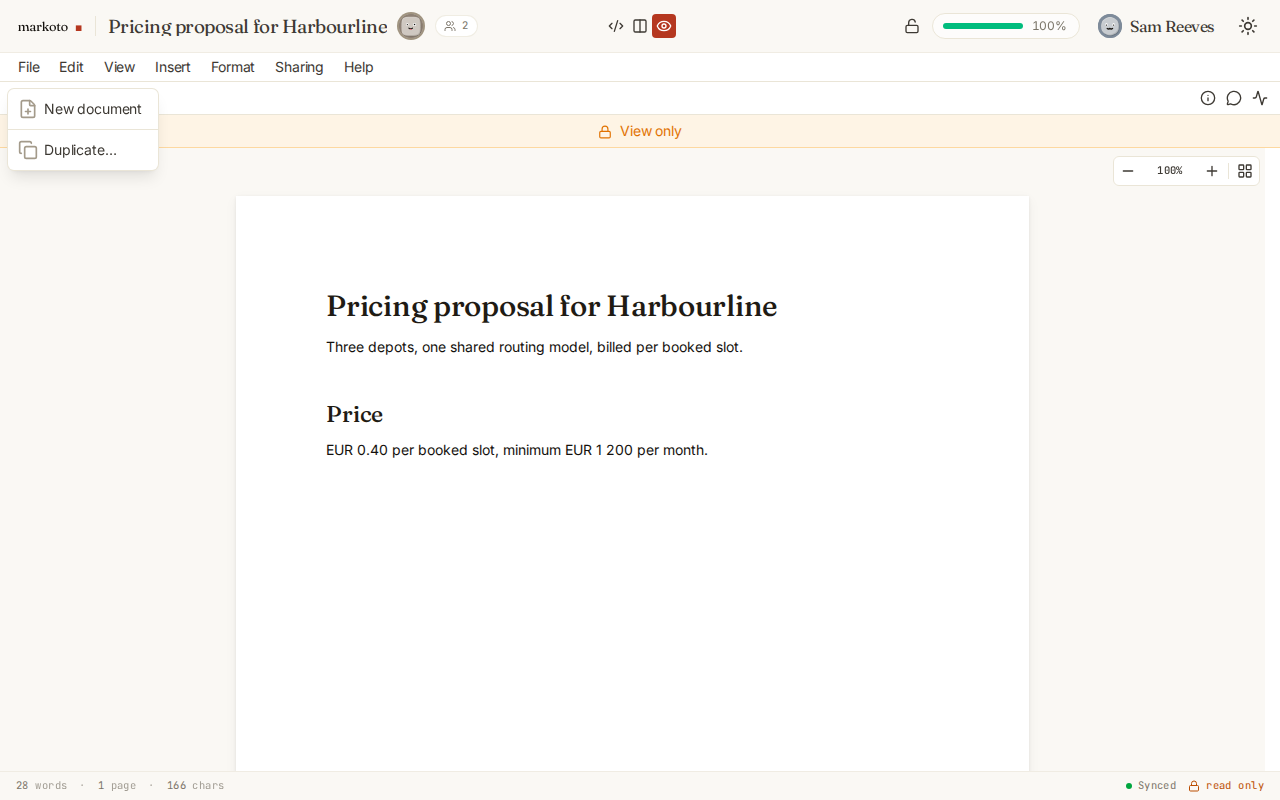 markoto
Pricing proposal for Harbourline
2
100%
Sam Reeves
File Edit View Insert Format Sharing Help
New document
Duplicate...
View only
100%
Pricing proposal for Harbourline
Three depots, one shared routing model, billed per booked slot.
Price
EUR 0.40 per booked slot, minimum EUR 1 200 per month.
28 words · 1 page · 166 chars
Synced read only